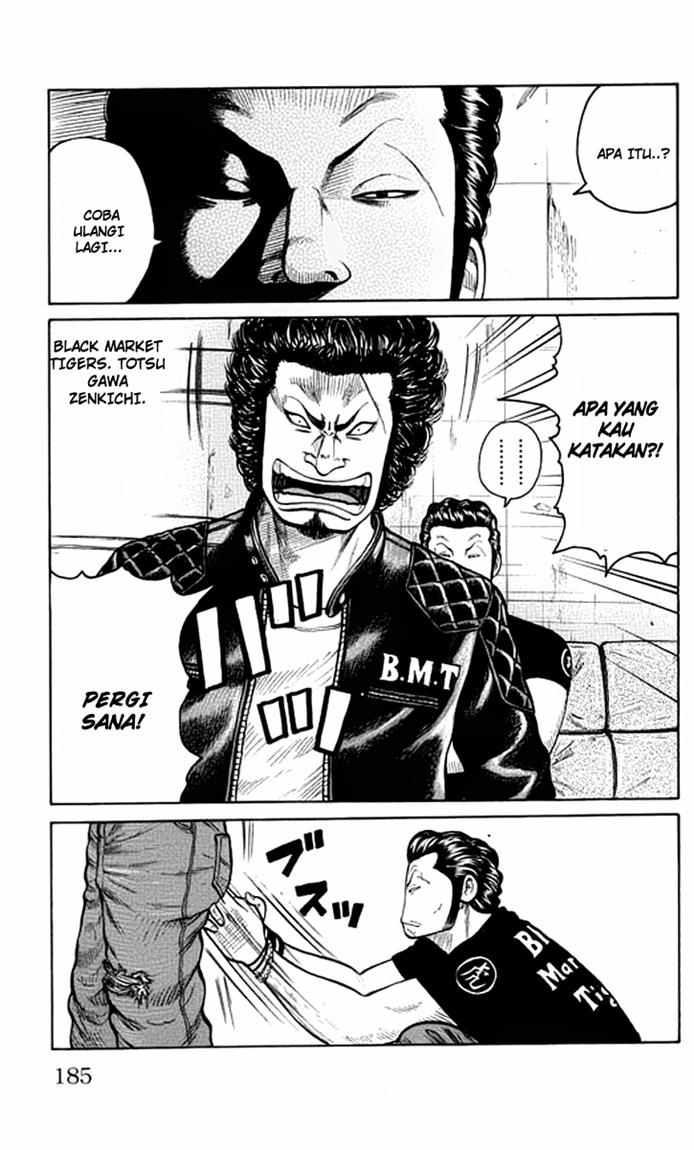 APA ITU..?
COBA
ULANGI
LAGI...
APA YANG
KAU
KATAKAN?!
BLACK MARKET
TIGERS. TOTSU
GAWA
ZENKICHI.
B.M.T
PERGI
SANA!
ブスッ
Bl
Mar
Tig
185